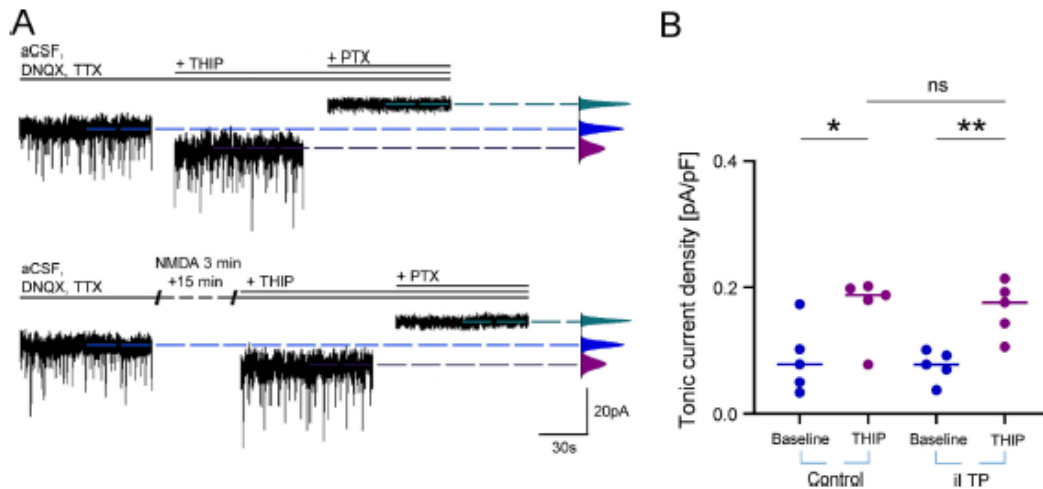 A
aCSF,
DNQX, TTX
+ THIP
+ PTX
aCSF,
DNQX, TTX
NMDA 3 min
+15 min
+ THIP
+ PTX
20pA
30s
B
ns
* **
Tonic current density [pA/pF]
0.4
0.2
0.0
Baseline THIP Baseline THIP
Control iLTP